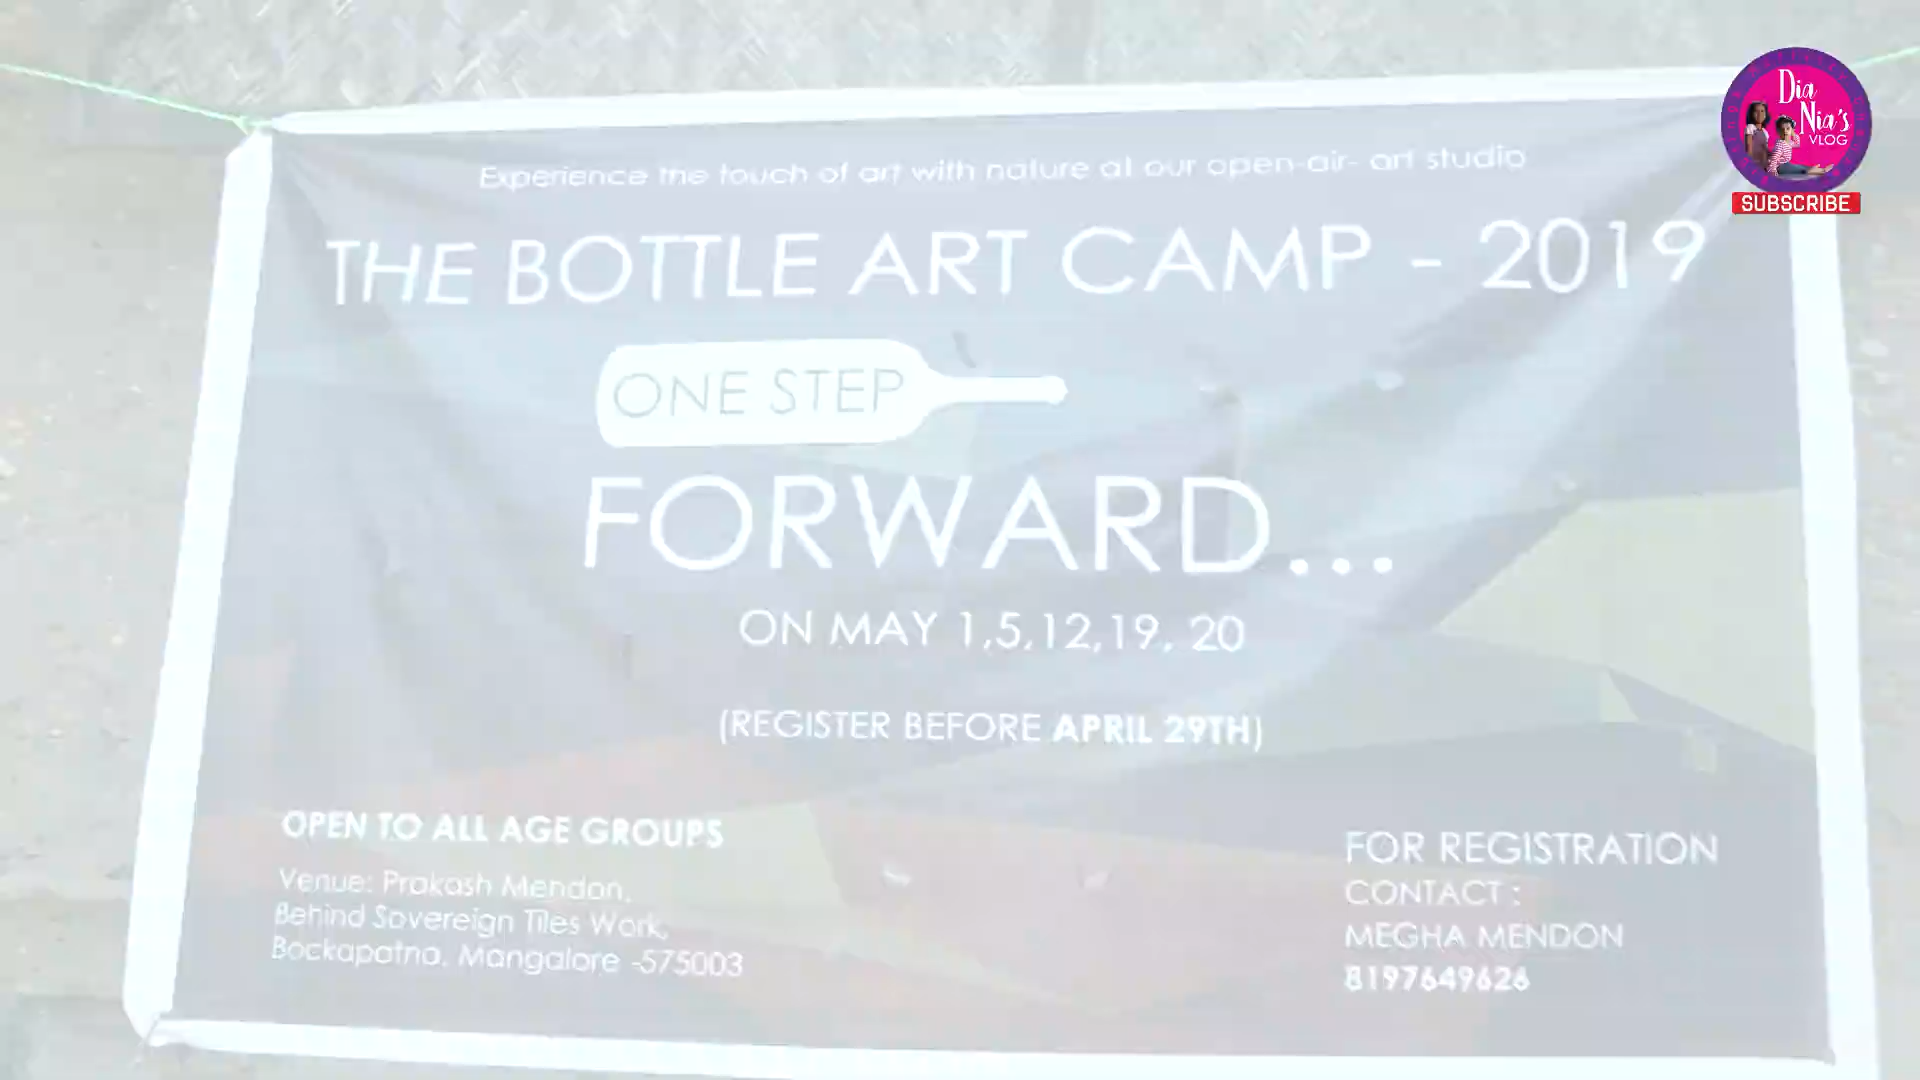 Experience the touch of art with nature at our open-air- art studio
THE BOTTLE ART CAMP - 2019
ONE STEP
FORWARD...
ON MAY 1,5,12,19, 20
(REGISTER BEFORE APRIL 29TH)
OPEN TO ALL AGE GROUPS
Venue: Prakash Mendon,
Behind Sovereign Tiles Work,
Bockapatna, Mangalore -575003
FOR REGISTRATION
CONTACT :
MEGHA MENDON
8197649626
Dia
Nia's
VLOG
SUBSCRIBE